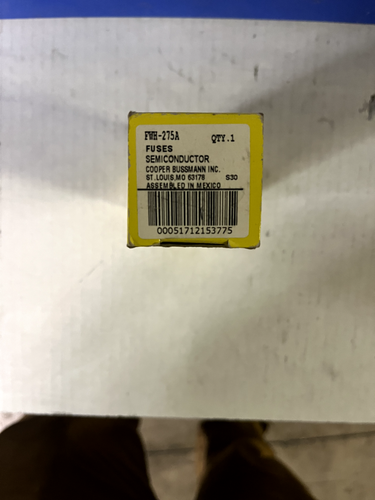 FWH-275A QTY.1
FUSES
SEMICONDUCTOR
COOPER BUSSMANN INC.
ST.LOUIS,MO 63178 S30
ASSEMBLED IN MEXICO
00051712153775